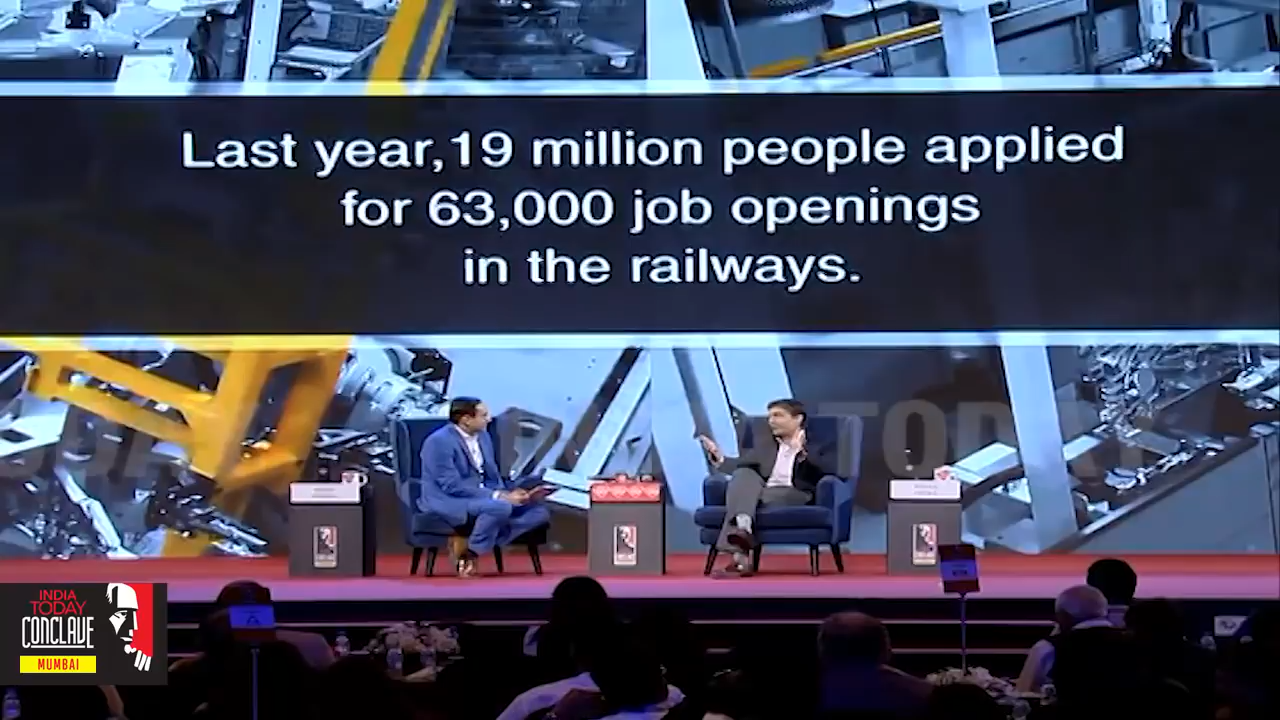 Last year,19 million people applied
for 63,000 job openings
in the railways.
INDIA
TODAY
CONCLAVE
MUMBAI